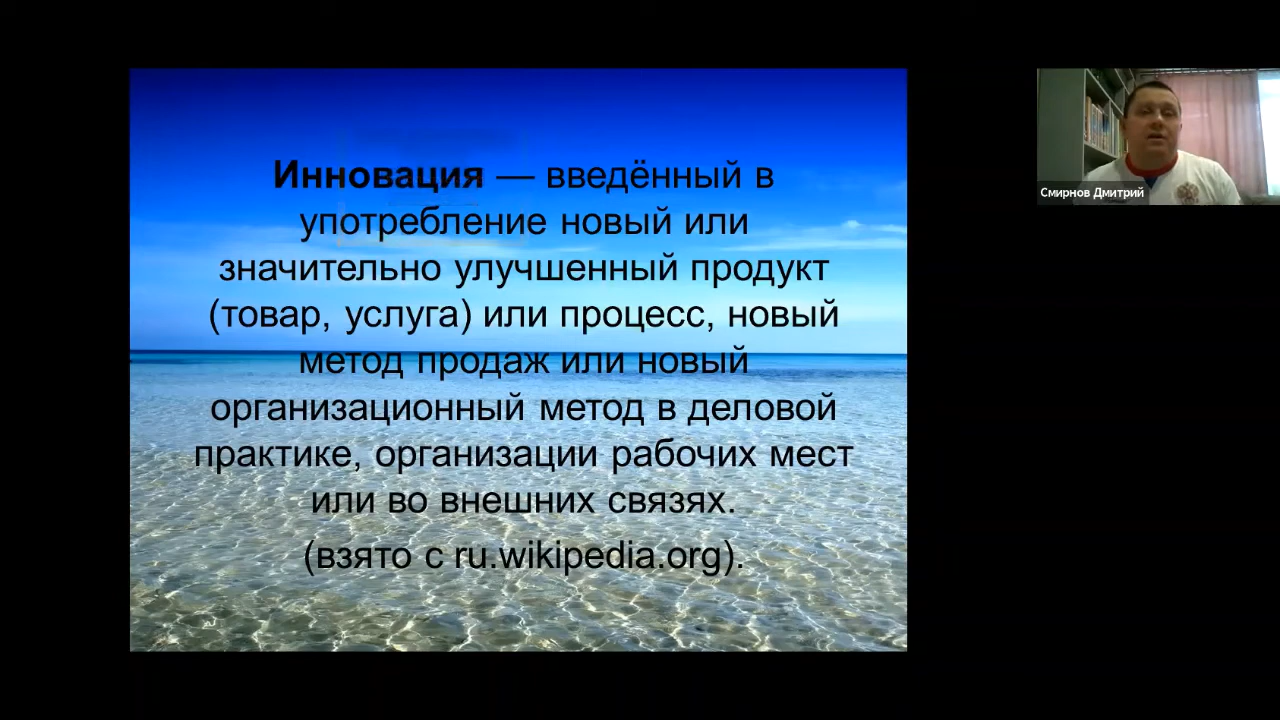 Инновация — введённый в
употребление новый или
значительно улучшенный продукт
(товар, услуга) или процесс, новый
метод продаж или новый
организационный метод в деловой
практике, организации рабочих мест
или во внешних связях.
(взято с ru.wikipedia.org).
Смирнов Дмитрий